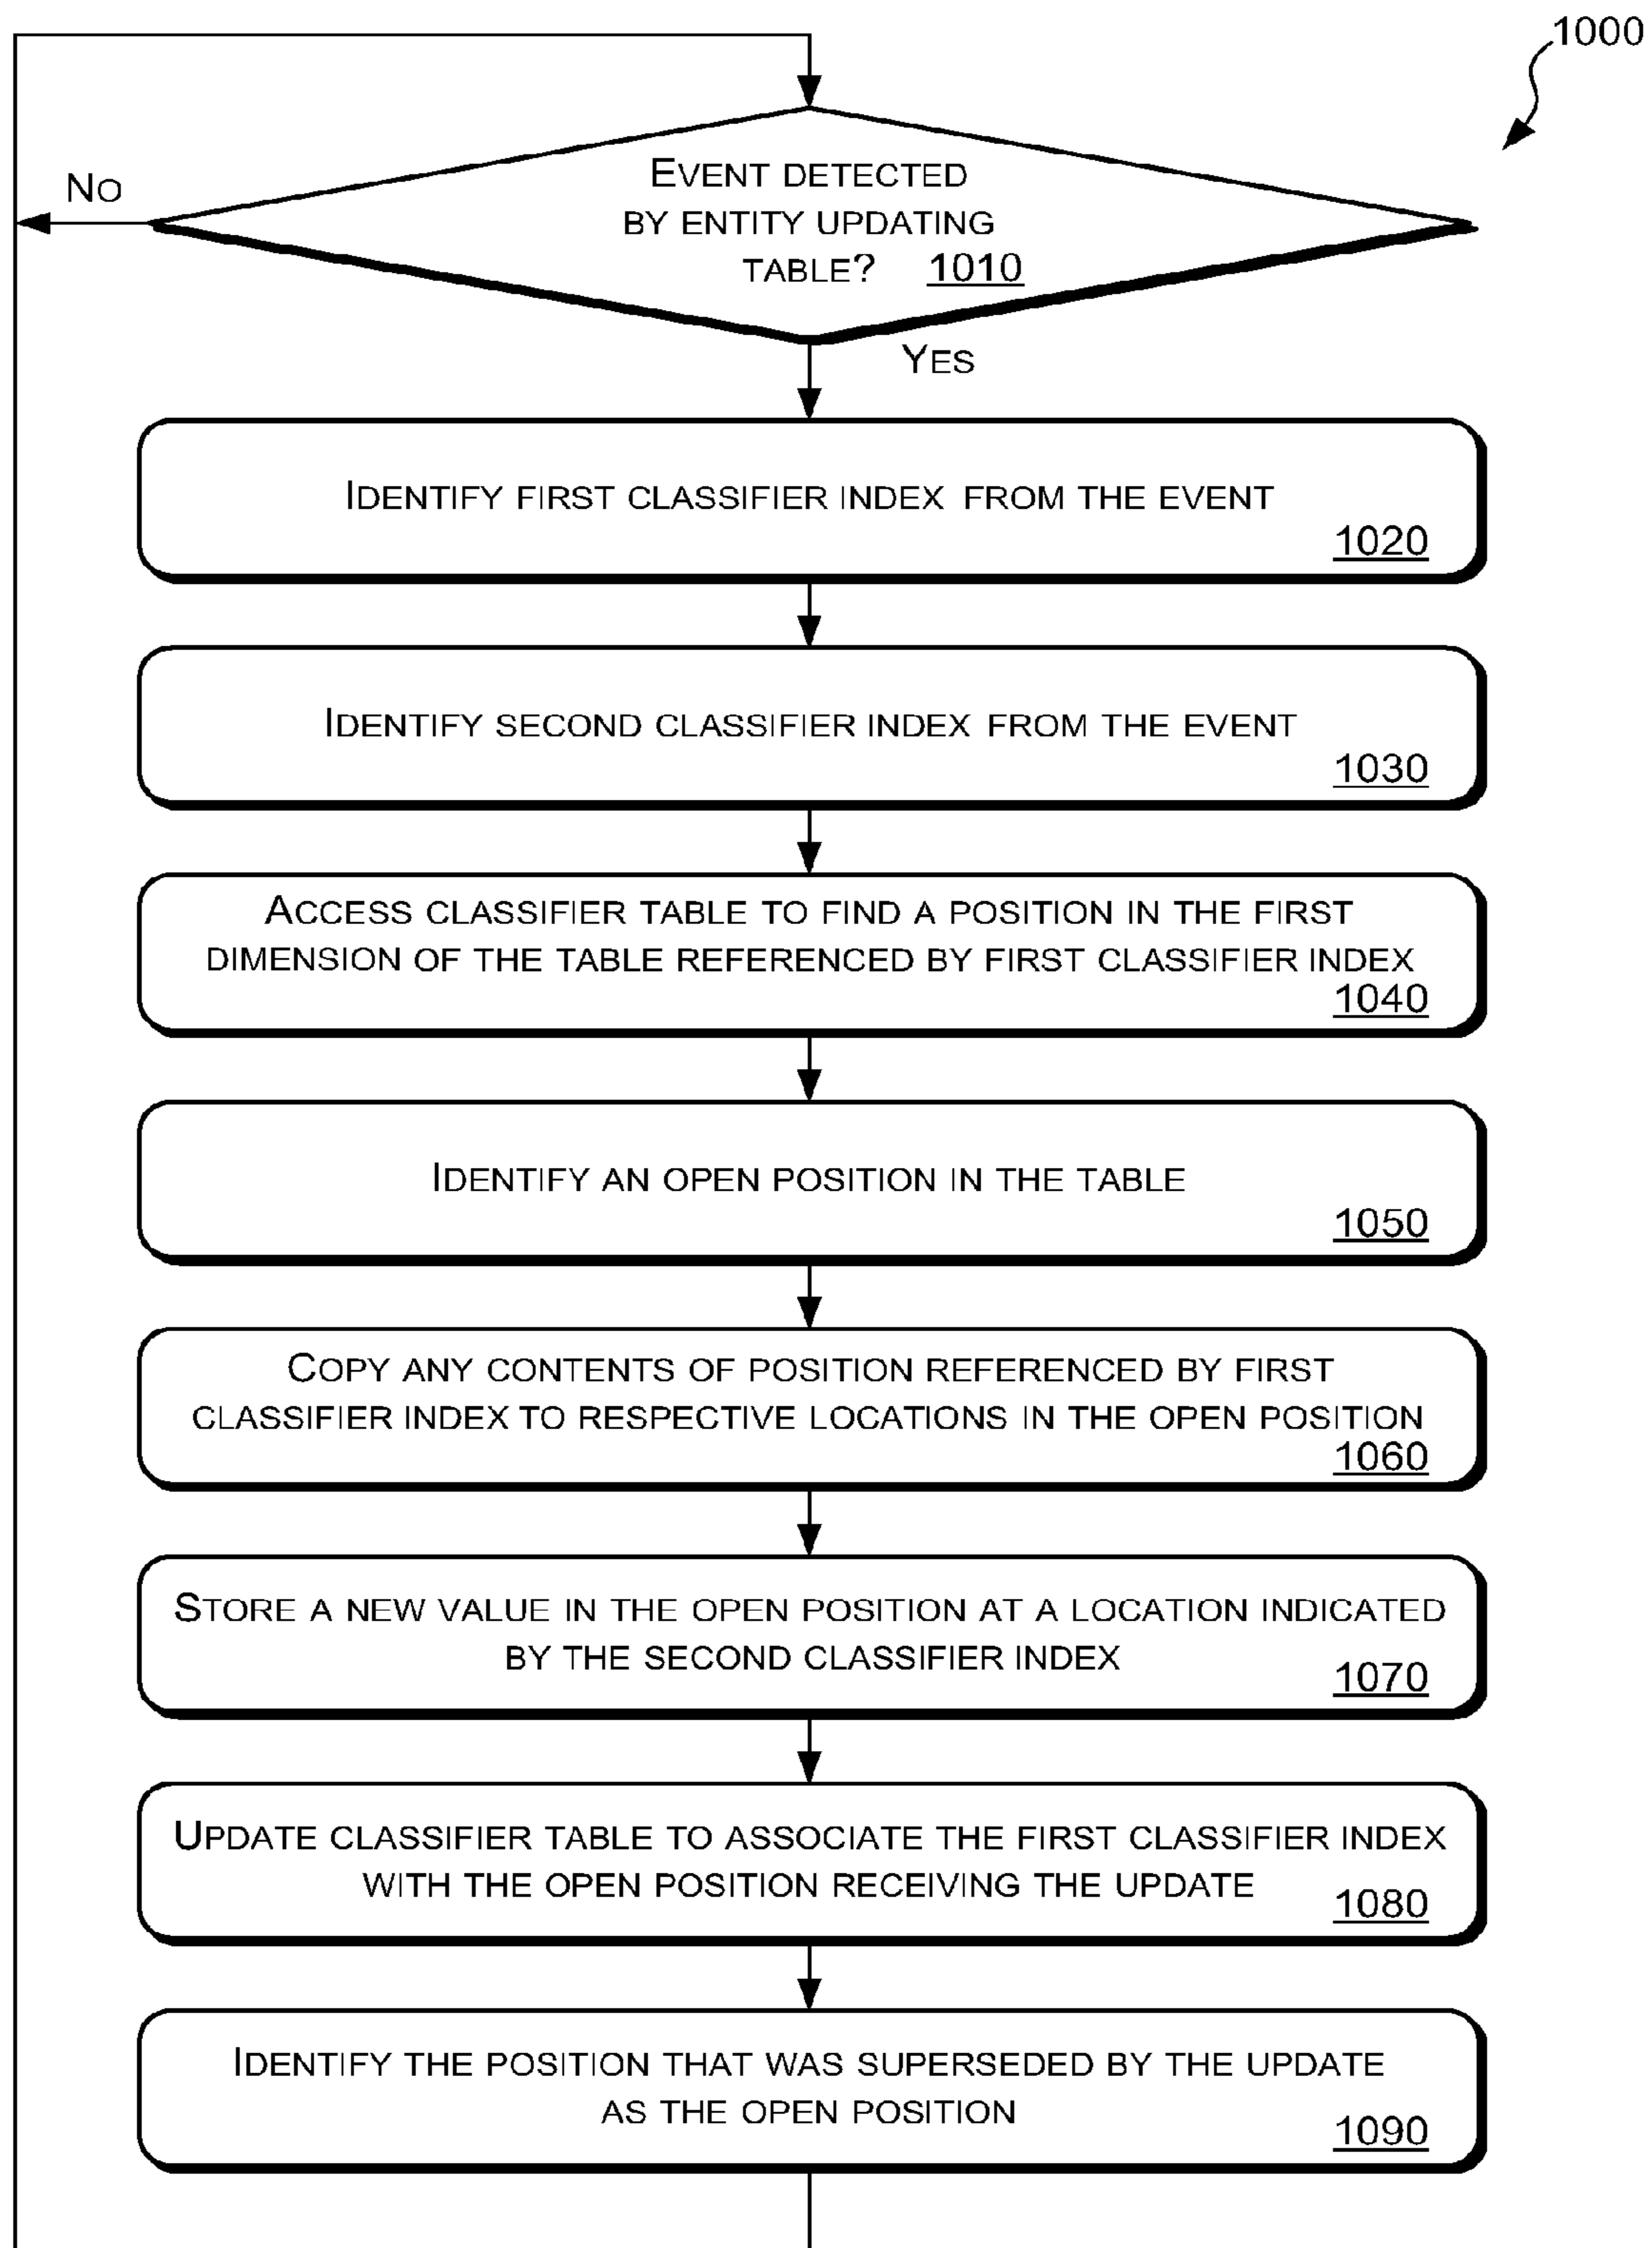 1000
EVENT DETECTED
NO
BY ENTITY UPDATING
TABLE? 1010
YES
IDENTIFY FIRST CLASSIFIER INDEX FROM THE EVENT
1020
IDENTIFY SECOND CLASSIFIER INDEX FROM THE EVENT
1030
ACCESS CLASSIFIER TABLE TO FIND A POSITION IN THE FIRST
DIMENSION OF THE TABLE REFERENCED BY FIRST CLASSIFIER INDEX
1040
IDENTIFY AN OPEN POSITION IN THE TABLE
1050
COPY ANY CONTENTS OF POSITION REFERENCED BY FIRST
CLASSIFIER INDEX TO RESPECTIVE LOCATIONS IN THE OPEN POSITION
1060
STORE A NEW VALUE IN THE OPEN POSITION AT A LOCATION INDICATED
BY THE SECOND CLASSIFIER INDEX
1070
UPDATE CLASSIFIER TABLE TO ASSOCIATE THE FIRST CLASSIFIER INDEX
WITH THE OPEN POSITION RECEIVING THE UPDATE
1080
IDENTIFY THE POSITION THAT WAS SUPERSEDED BY THE UPDATE
AS THE OPEN POSITION
1090